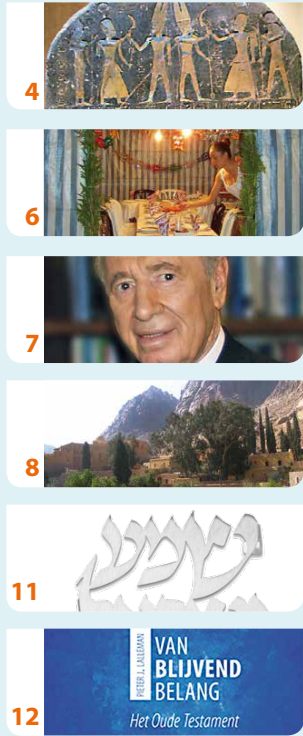 4
6
7
8
11
12
PIETER J. LALLEMAN
VAN
BLIJVEND
BELANG
Het Oude Testament